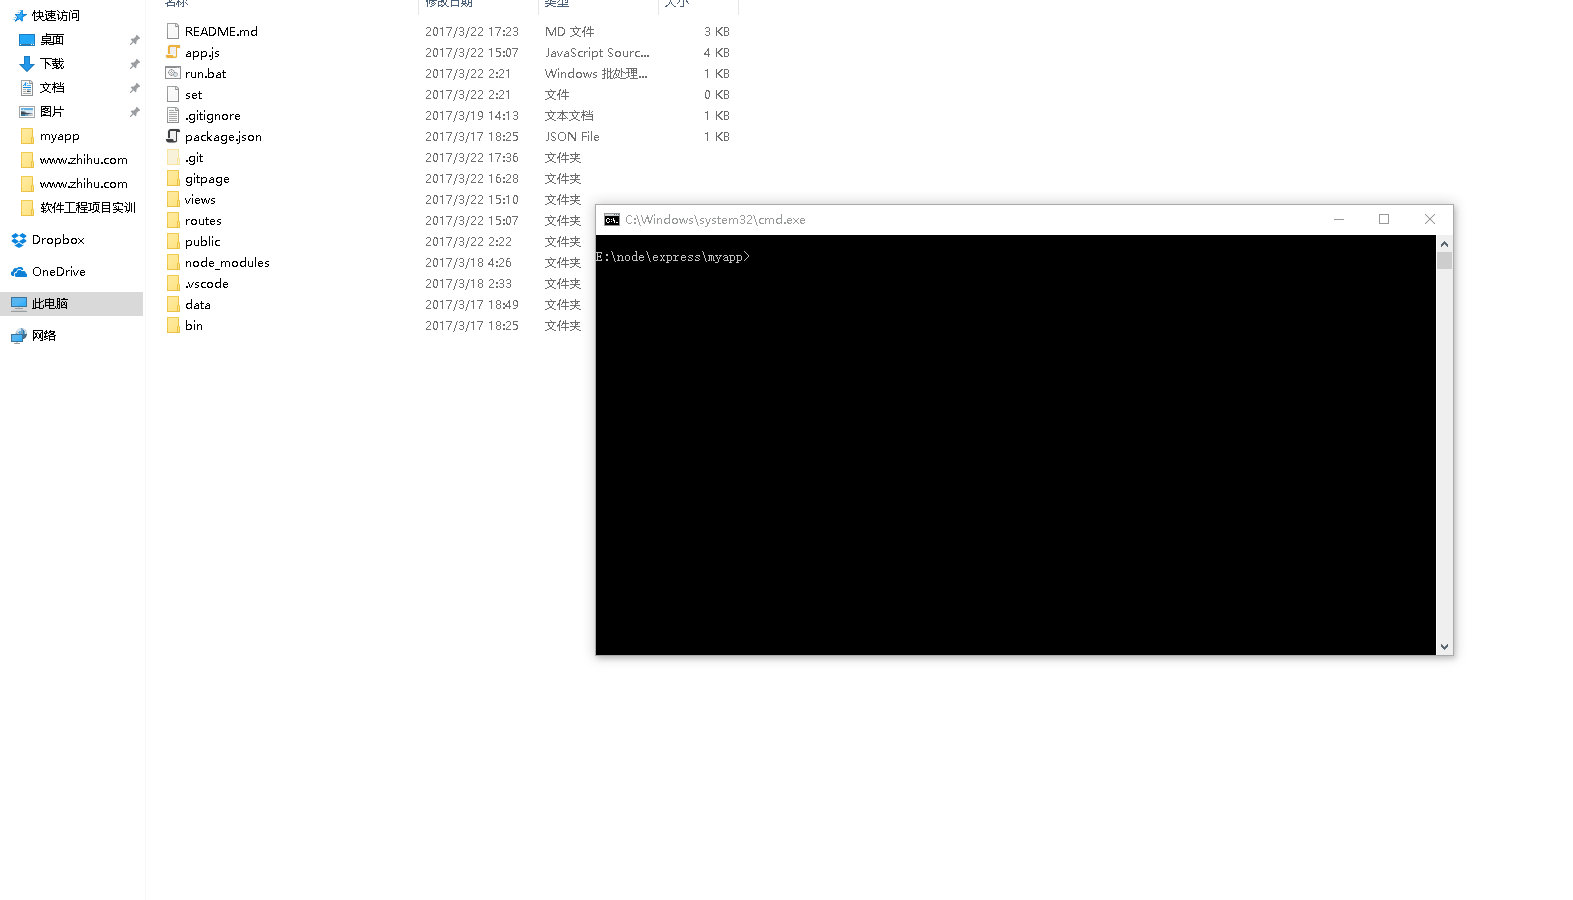 快速访问
桌面
下载
文档
图片
myapp
www.zhihu.com
www.zhihu.com
软件工程项目实训
Dropbox
OneDrive
此电脑
网络
名称 修改日期 类型 大小
README.md 2017/3/22 17:23 MD 文件 3 KB
app.js 2017/3/22 15:07 JavaScript Sourc... 4 KB
run.bat 2017/3/22 2:21 Windows 批处理... 1 KB
set 2017/3/22 2:21 文件 0 KB
.gitignore 2017/3/19 14:13 文本文档 1 KB
package.json 2017/3/17 18:25 JSON File 1 KB
.git 2017/3/22 17:36 文件夹
gitpage 2017/3/22 16:28 文件夹
views 2017/3/22 15:10 文件夹
routes 2017/3/22 15:07 文件夹
public 2017/3/22 2:22 文件夹
node_modules 2017/3/18 4:26 文件夹
.vscode 2017/3/18 2:33 文件夹
data 2017/3/17 18:49 文件夹
bin 2017/3/17 18:25 文件夹
C:\Windows\system32\cmd.exe
E:\node\express\myapp>